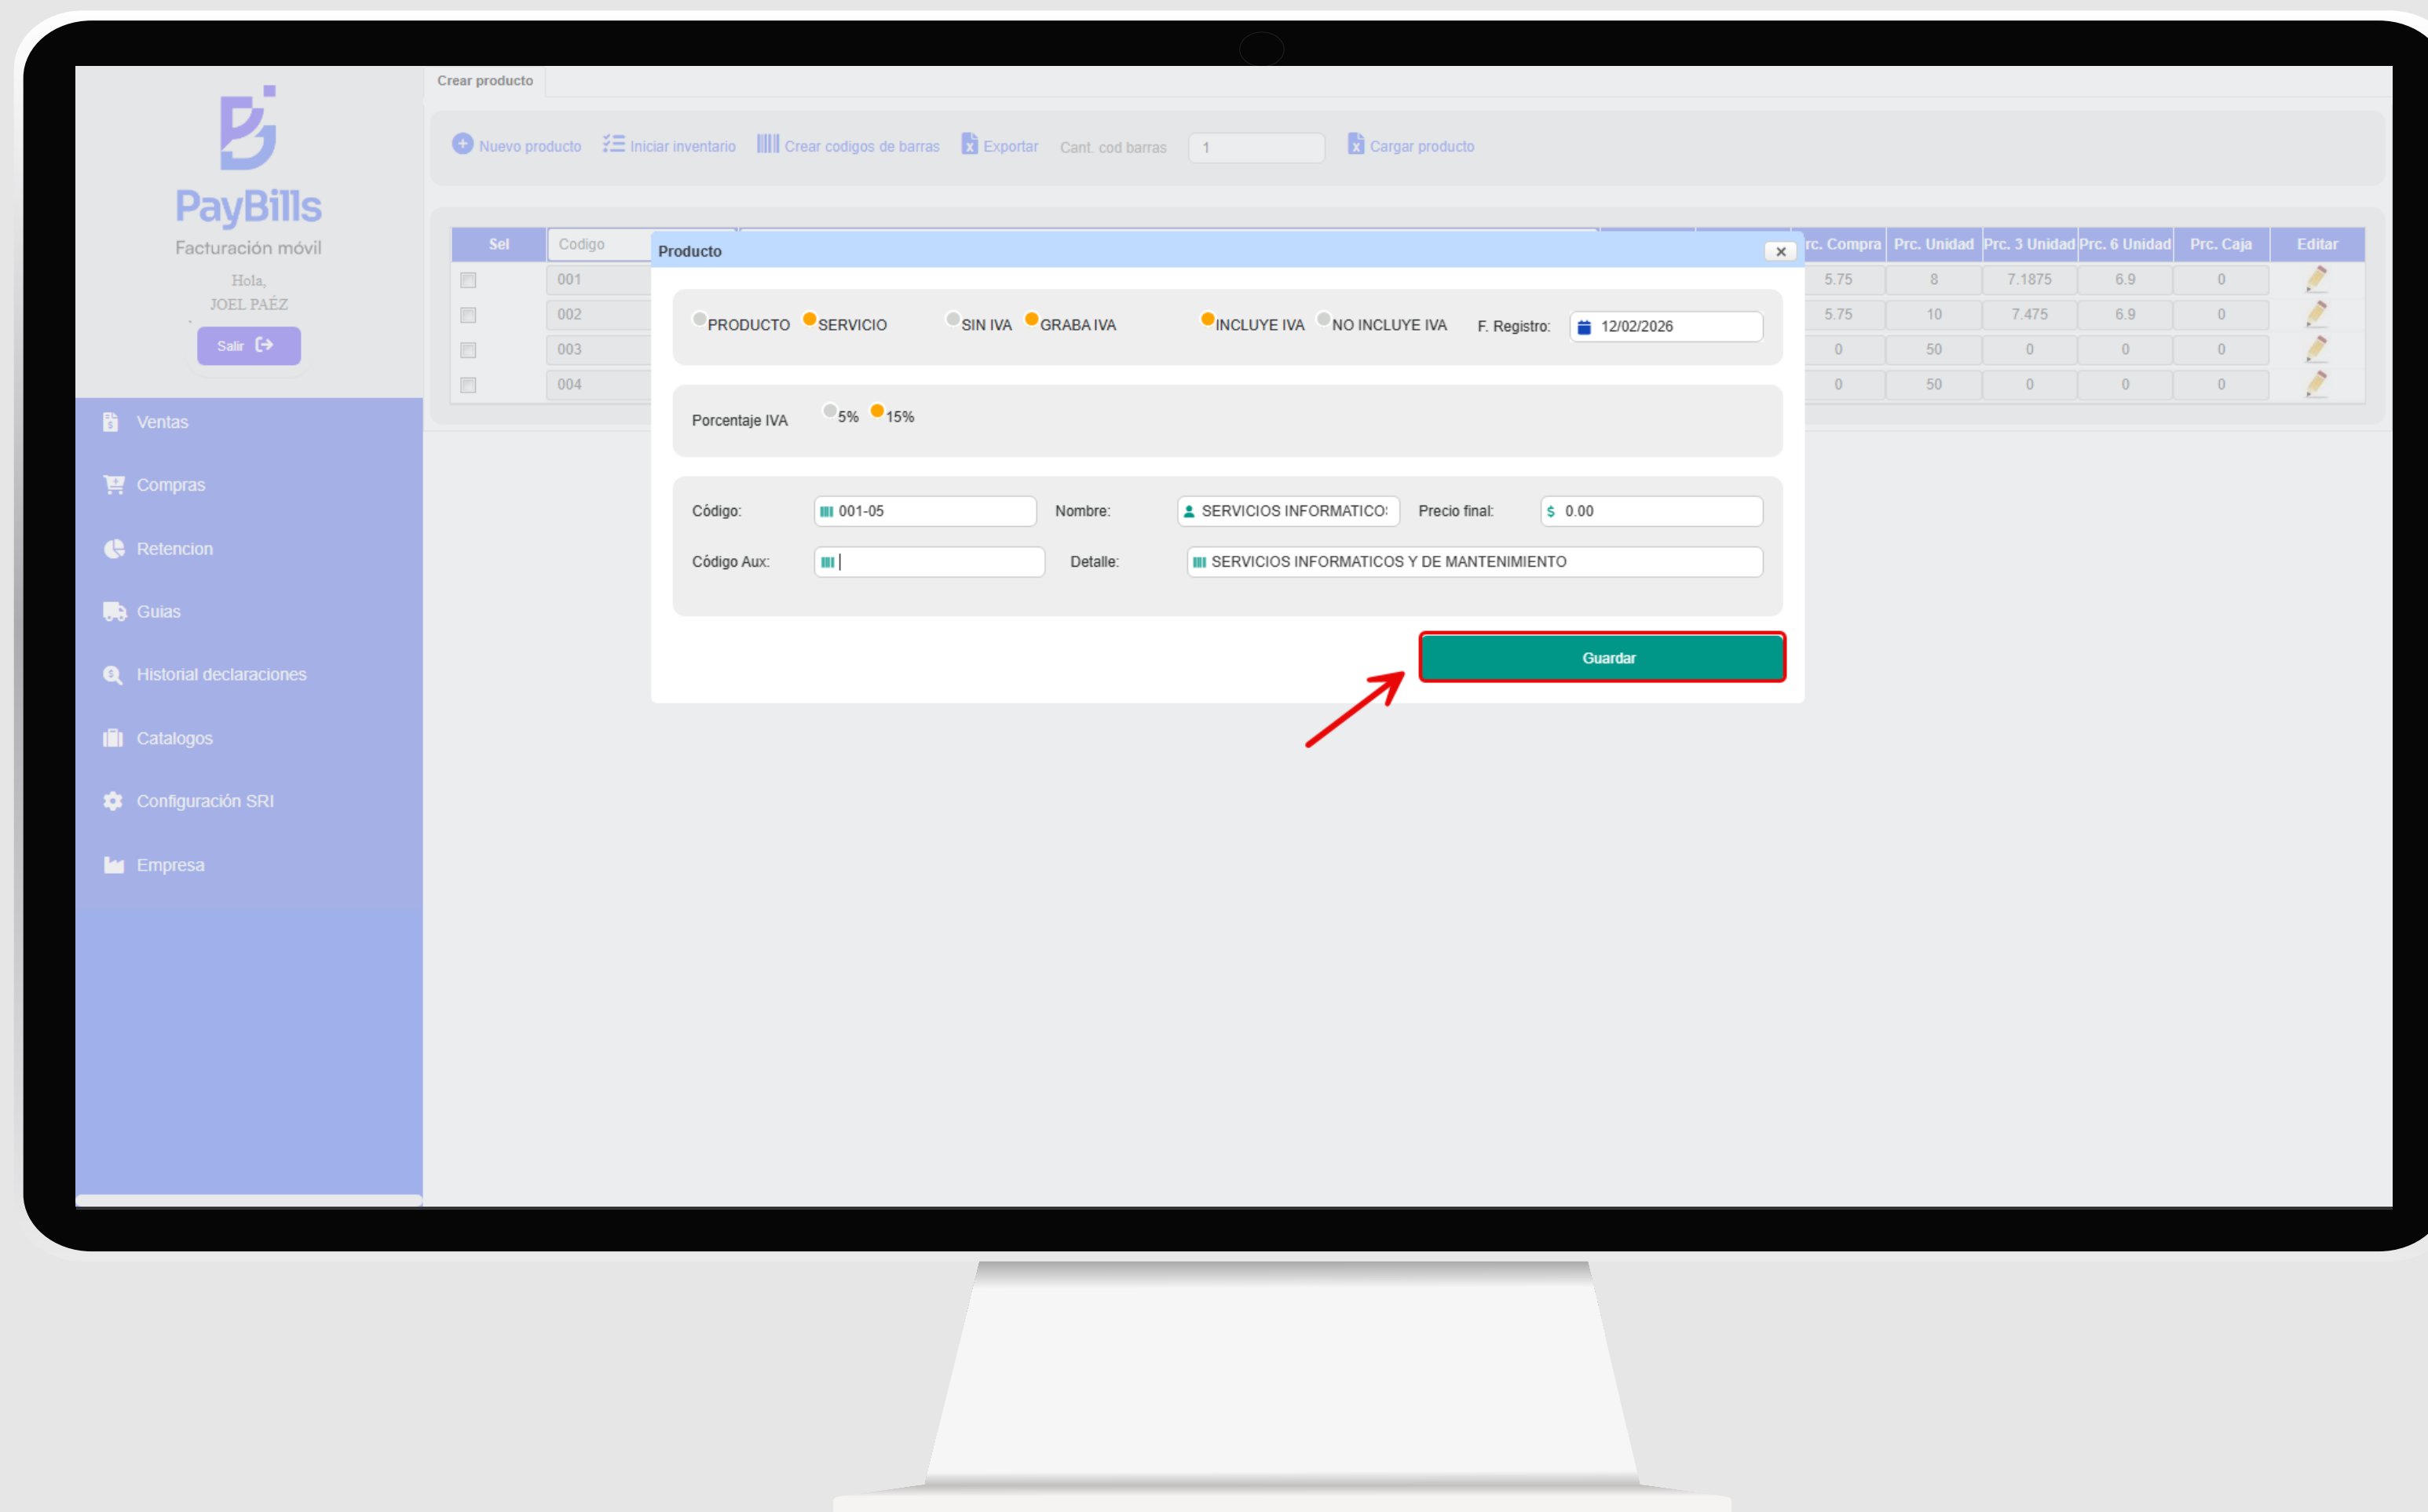 Crear producto
PayBills
Facturación móvil
Hola,
JOEL PAÉZ
Salir
Ventas
Compras
Retencion
Guias
Historial declaraciones
Catalogos
Configuración SRI
Empresa
Nuevo producto Iniciar inventario Crear codigos de barras Exportar Cant. cod barras 1 Cargar producto
Sel Codigo rc. Compra Prc. Unidad Prc. 3 Unidad Prc. 6 Unidad Prc. Caja Editar
001 5.75 8 7.1875 6.9 0
002 5.75 10 7.475 6.9 0
003 0 50 0 0 0
004 0 50 0 0 0
Producto
PRODUCTO SERVICIO SIN IVA GRABA IVA INCLUYE IVA NO INCLUYE IVA F. Registro: 12/02/2026
Porcentaje IVA 5% 15%
Código: 001-05 Nombre: SERVICIOS INFORMATICO Precio final: $ 0.00
Código Aux: Detalle: SERVICIOS INFORMATICOS Y DE MANTENIMIENTO
Guardar